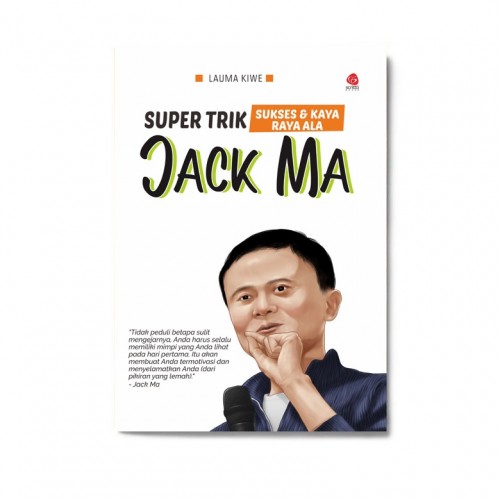 LAUMA KIWE
SUPER TRIK
SUKSES & KAYA
RAYA ALA
JACK MA
"Tidak peduli betapa sulit
mengejarnya, Anda harus selalu
memiliki mimpi yang Anda lihat
pada hari pertama. Itu akan
membuat Anda termotivasi dan
menyelamatkan Anda (dari
pikiran yang lemah)."
- Jack Ma